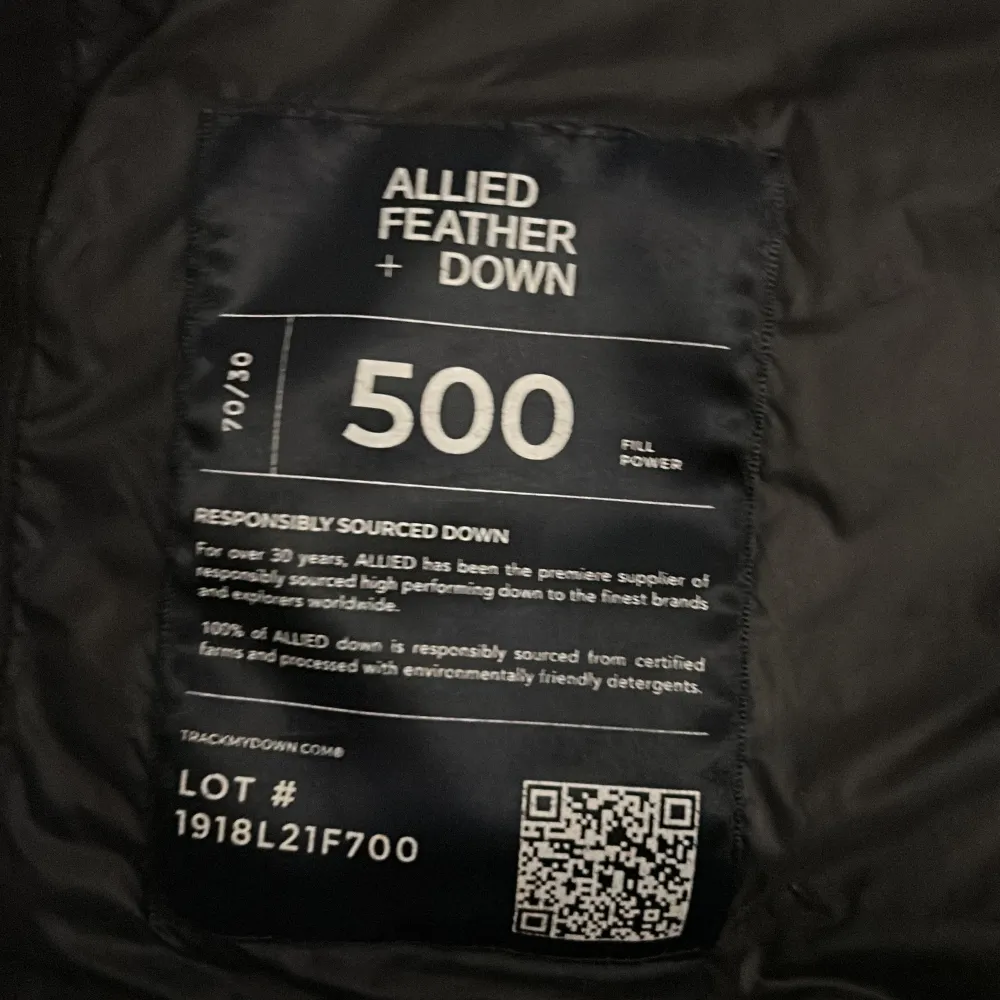 ALLIED
FEATHER
+ DOWN
70/30
500
FILL
POWER
RESPONSIBLY SOURCED DOWN
For over 30 years, ALLIED has been the premiere supplier of
responsibly sourced high performing down to the finest brands
and explorers worldwide.
100% of ALLIED down is responsibly sourced from certified
farms and processed with environmentally friendly detergents.
TRACKMYDOWN.COM®
LOT #
1918L21F700